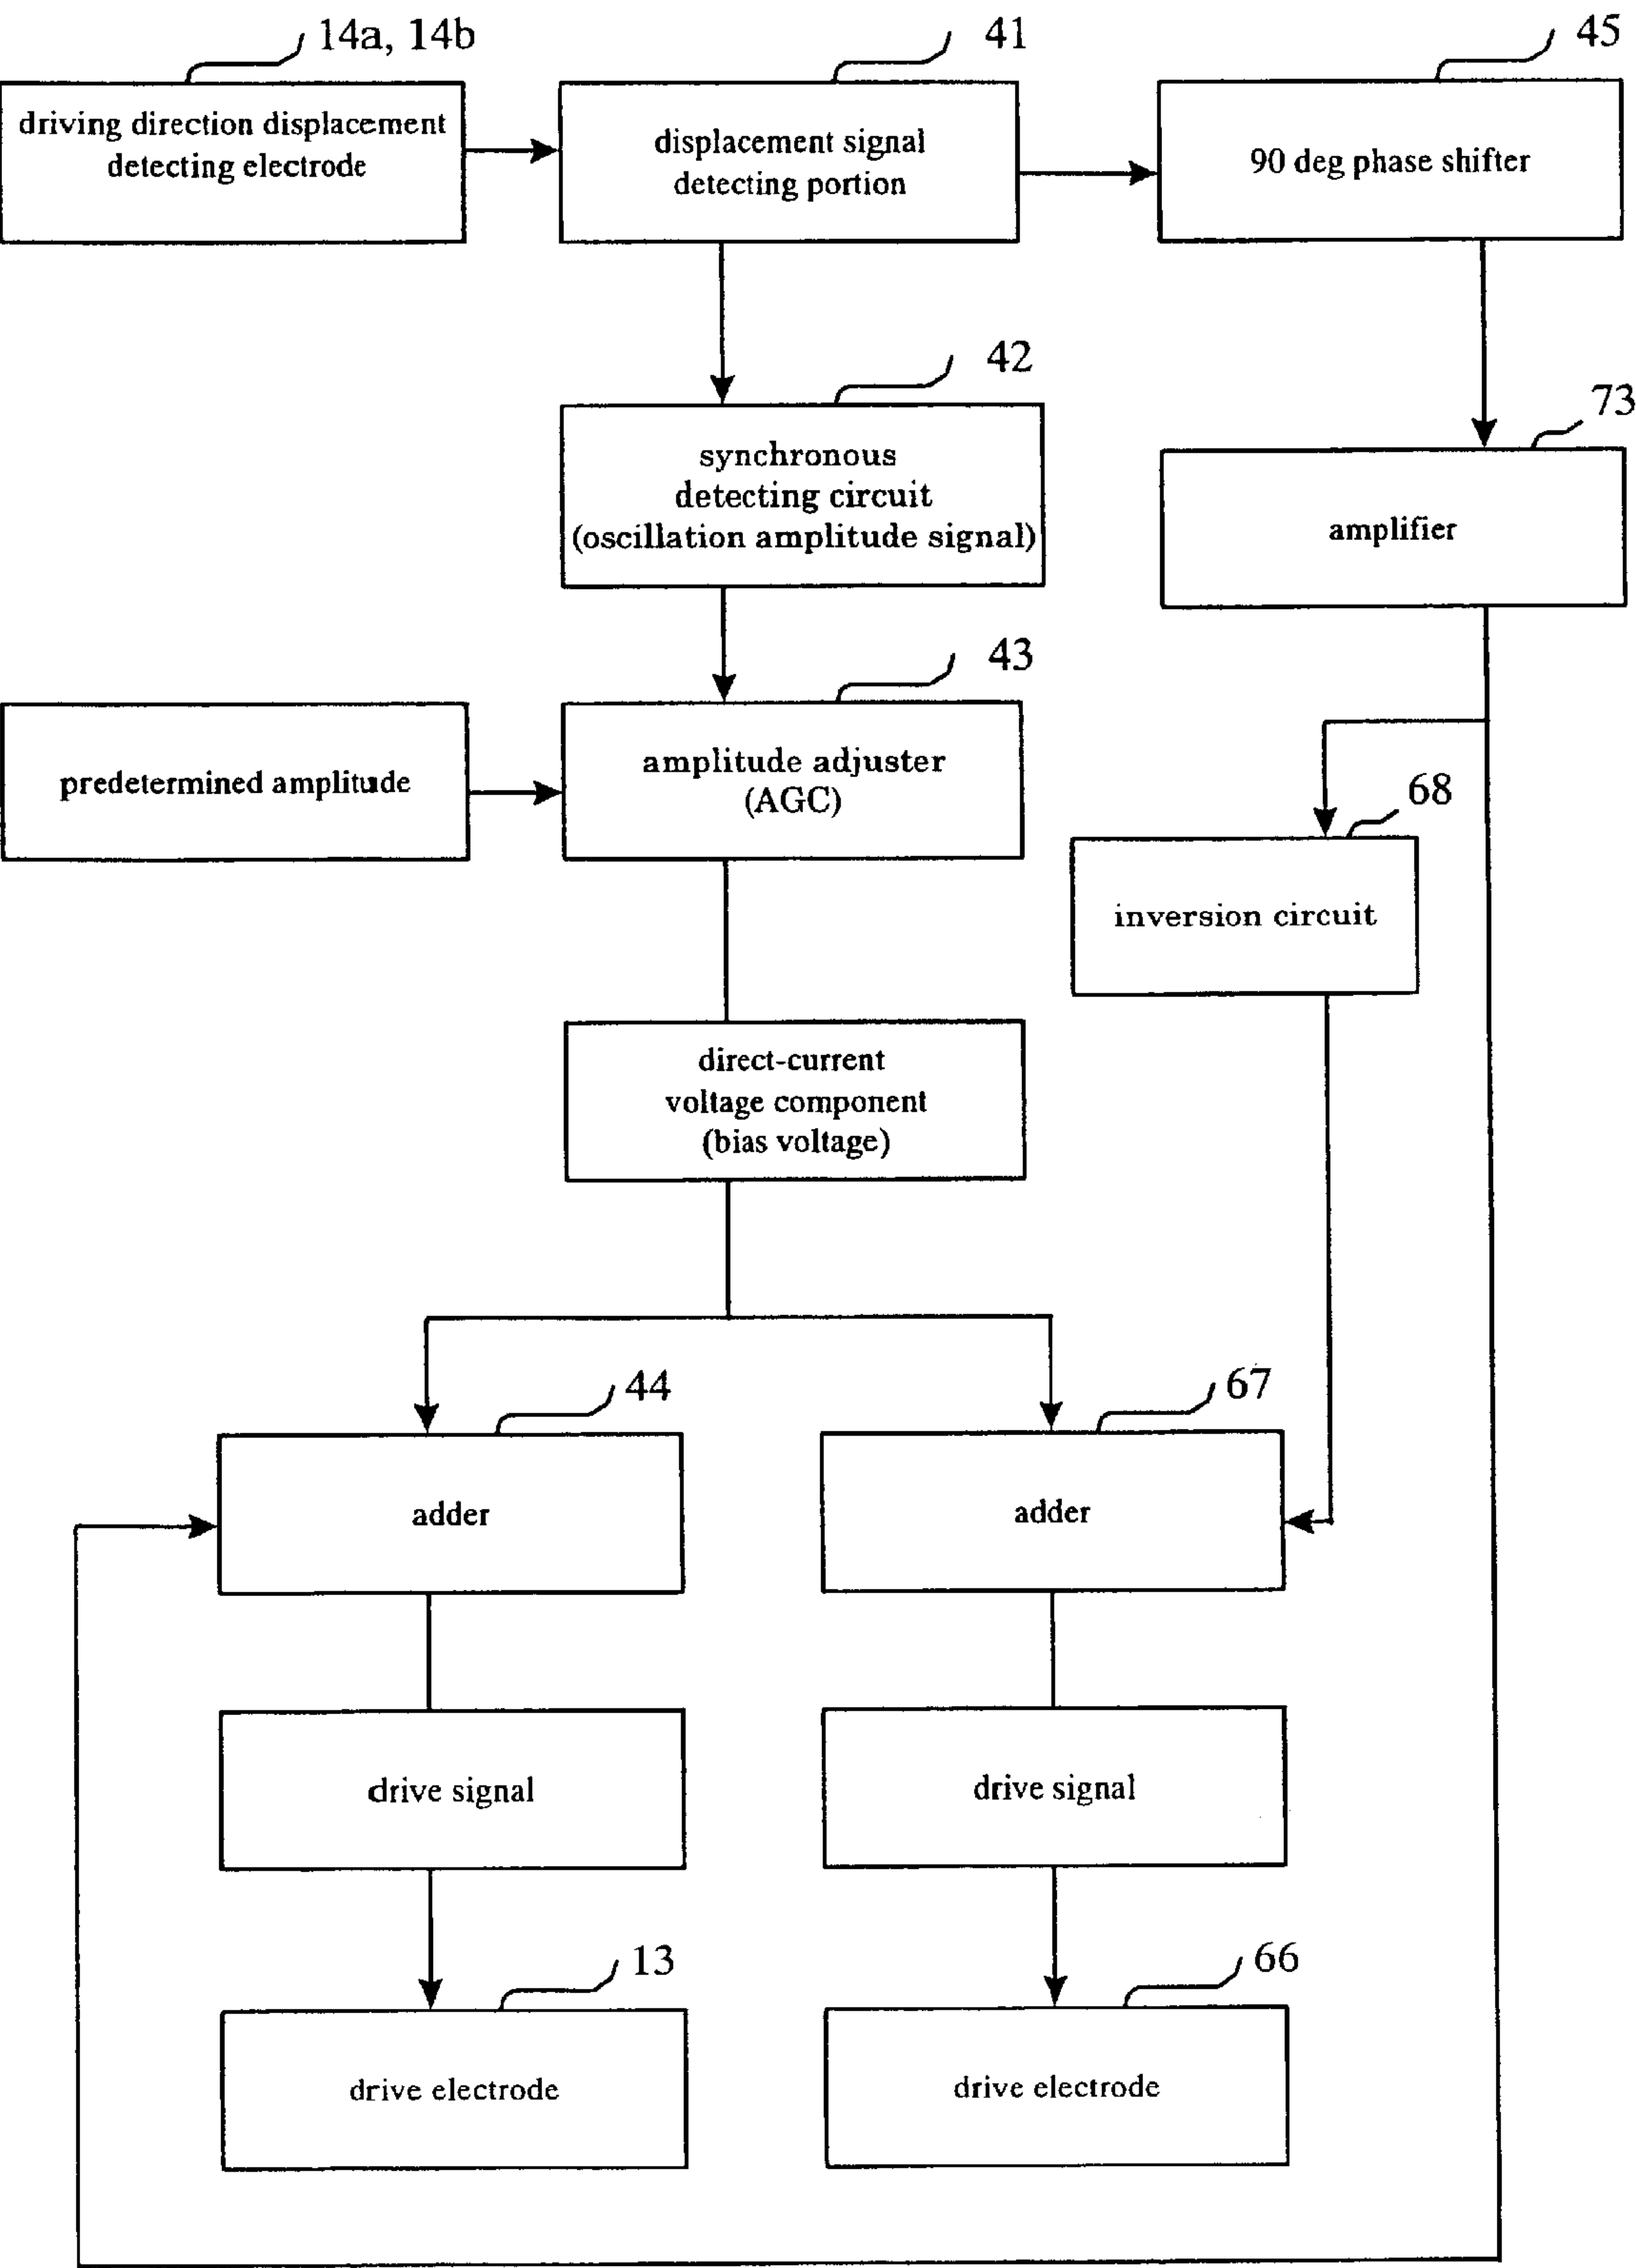 14a, 14b
41
45
driving direction displacement
detecting electrode
displacement signal
detecting portion
90 deg phase shifter
42
73
synchronous
detecting circuit
(oscillation amplitude signal)
amplifier
43
predetermined amplitude
amplitude adjuster
(AGC)
68
inversion circuit
direct-current
voltage component
(bias voltage)
44
67
adder
adder
drive signal
drive signal
13
66
drive electrode
drive electrode